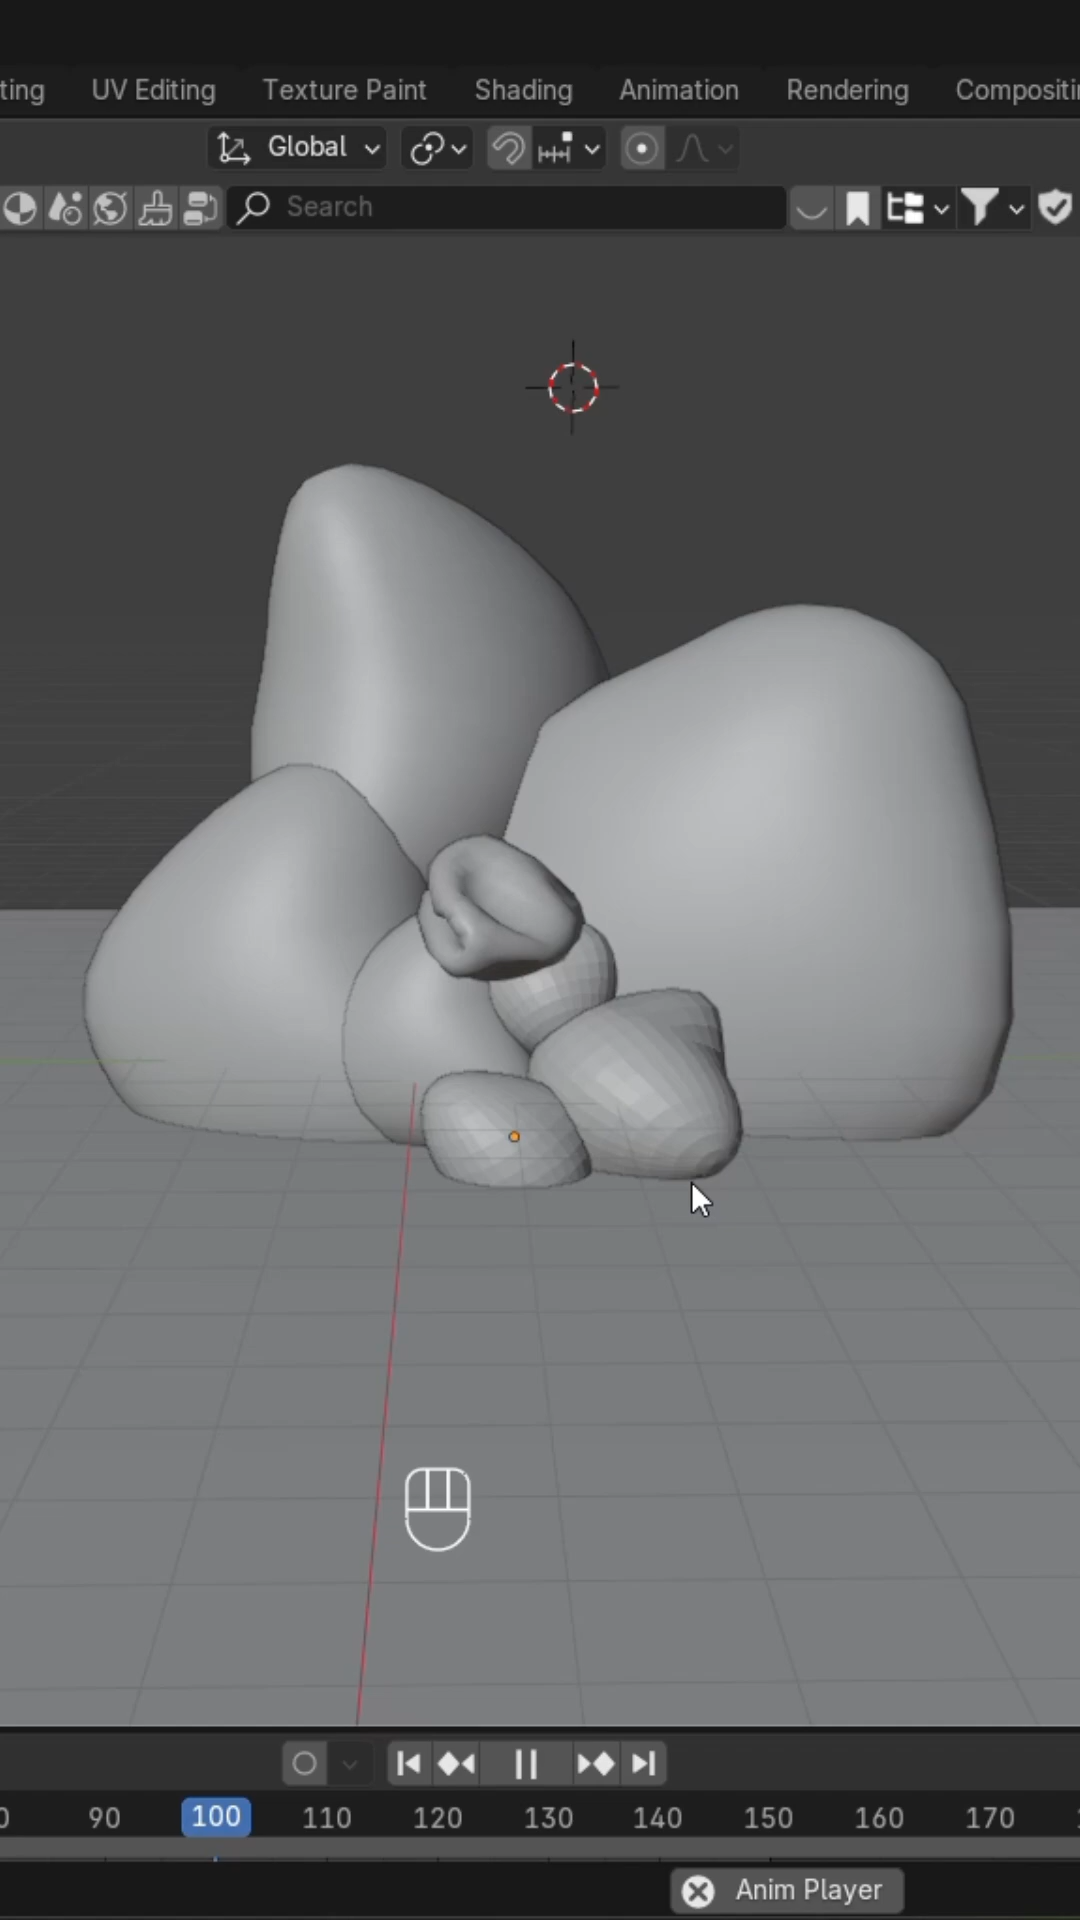 ting UV Editing Texture Paint Shading Animation Rendering Compositi
Global
Search
0 90 100 110 120 130 140 150 160 170
Anim Player